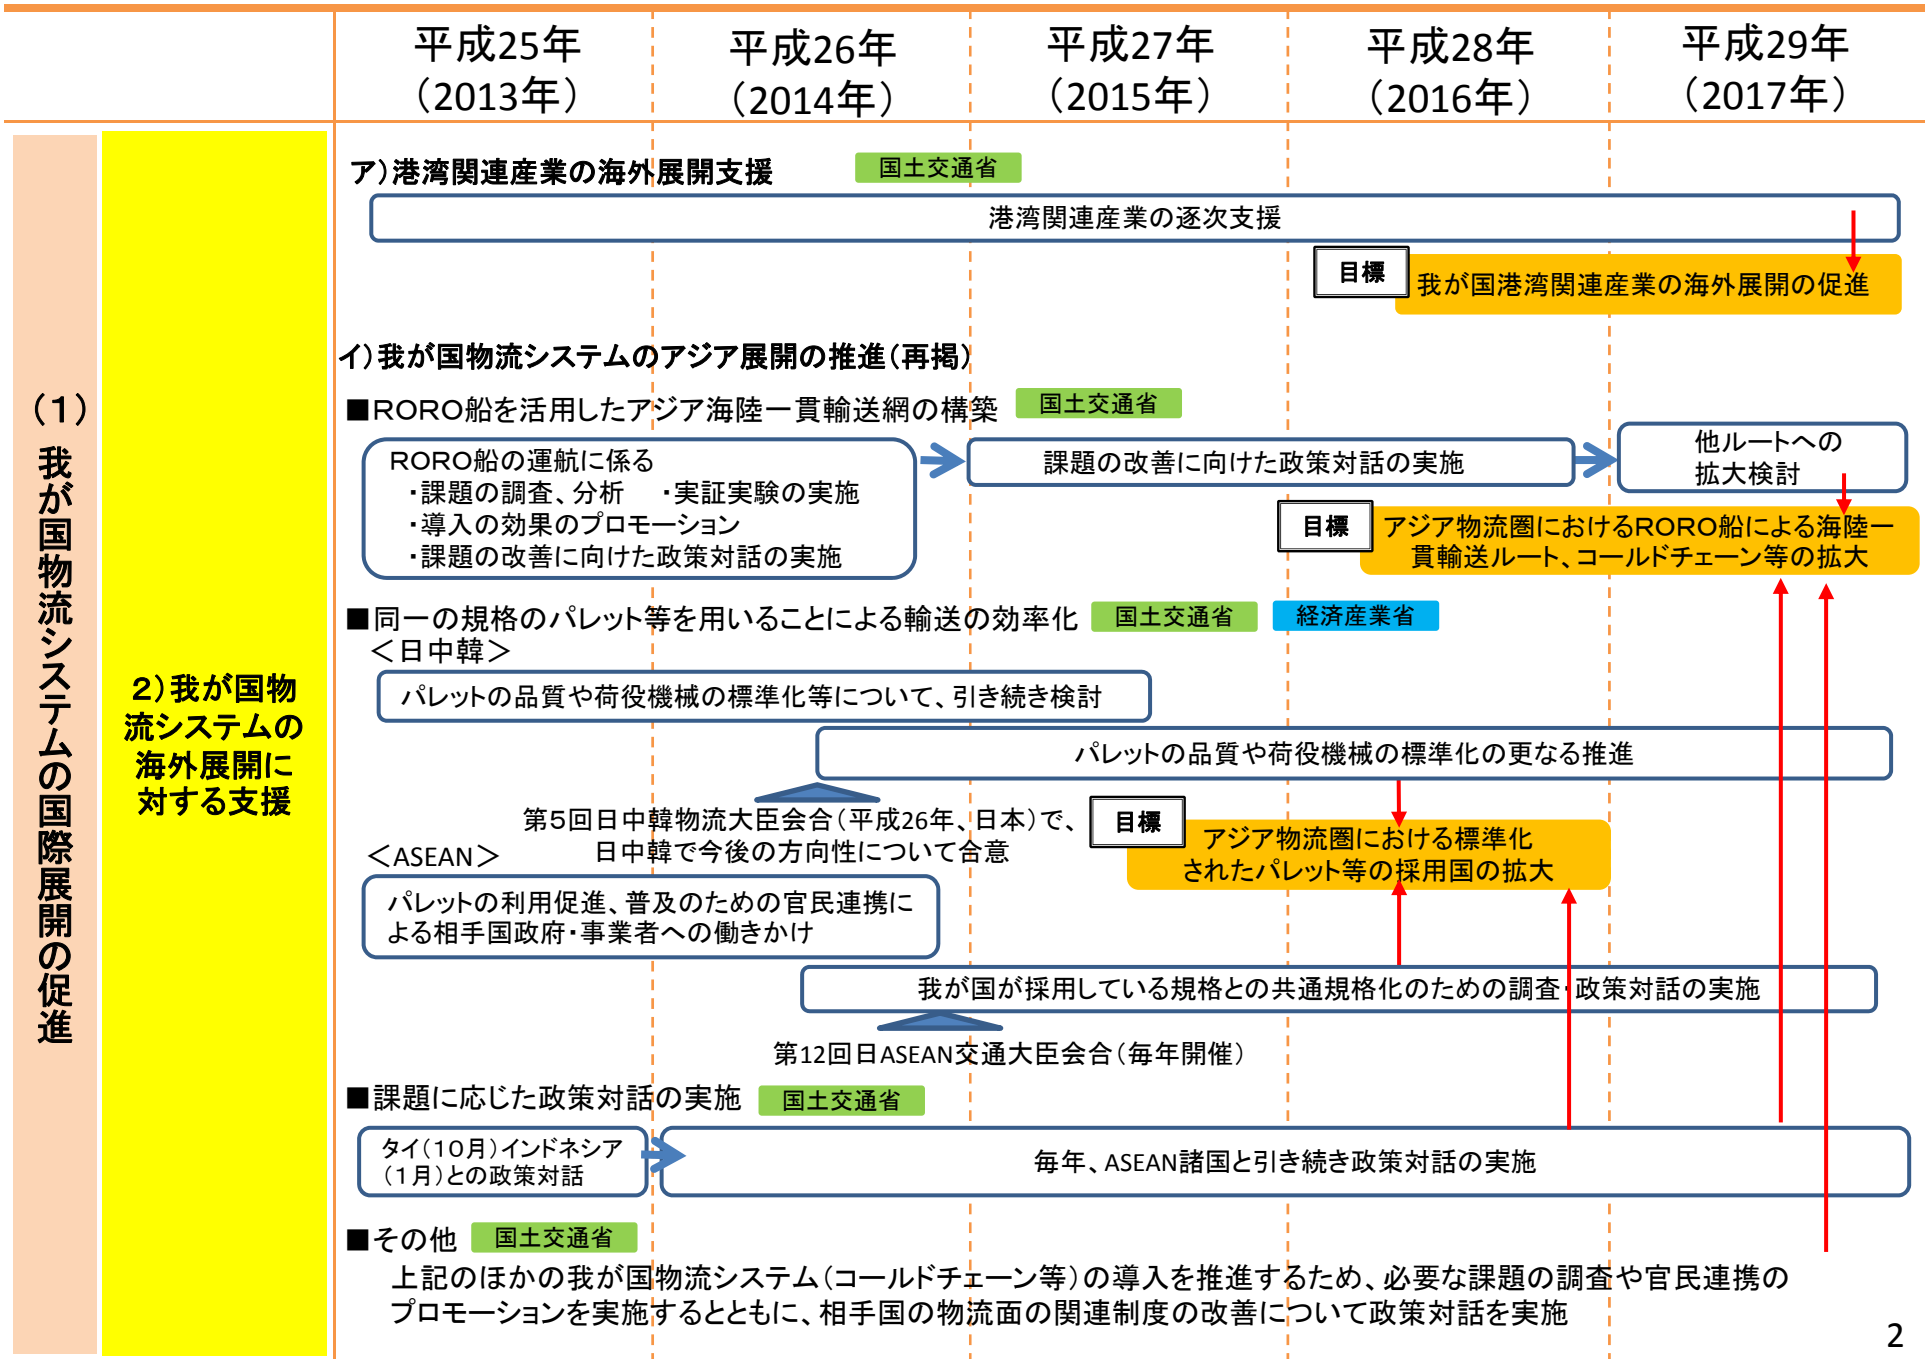 平成25年
（2013年）
平成26年
（2014年）
平成27年
（2015年）
平成28年
（2016年）
平成29年
（2017年）
（１）我が国物流システムの国際展開の促進
２）我が国物
流システムの
海外展開に
対する支援
ア）港湾関連産業の海外展開支援
国土交通省
港湾関連産業の逐次支援
目標
我が国港湾関連産業の海外展開の促進
イ）我が国物流システムのアジア展開の推進（再掲）
■ＲＯＲＯ船を活用したアジア海陸一貫輸送網の構築
国土交通省
ＲＯＲＯ船の運航に係る
・課題の調査、分析　・実証実験の実施
・導入の効果のプロモーション
・課題の改善に向けた政策対話の実施
課題の改善に向けた政策対話の実施
他ルートへの
拡大検討
目標
アジア物流圏におけるＲＯＲＯ船による海陸一
貫輸送ルート、コールドチェーン等の拡大
■同一の規格のパレット等を用いることによる輸送の効率化
国土交通省
経済産業省
＜日中韓＞
パレットの品質や荷役機械の標準化等について、引き続き検討
パレットの品質や荷役機械の標準化の更なる推進
第５回日中韓物流大臣会合（平成26年、日本）で、
日中韓で今後の方向性について合意
目標
アジア物流圏における標準化
されたパレット等の採用国の拡大
＜ASEAN＞
パレットの利用促進、普及のための官民連携に
よる相手国政府・事業者への働きかけ
我が国が採用している規格との共通規格化のための調査・政策対話の実施
第12回日ASEAN交通大臣会合（毎年開催）
■課題に応じた政策対話の実施
国土交通省
タイ（１０月）インドネシア
（１月）との政策対話
毎年、ASEAN諸国と引き続き政策対話の実施
■その他
国土交通省
上記のほかの我が国物流システム（コールドチェーン等）の導入を推進するため、必要な課題の調査や官民連携の
プロモーションを実施するとともに、相手国の物流面の関連制度の改善について政策対話を実施
2